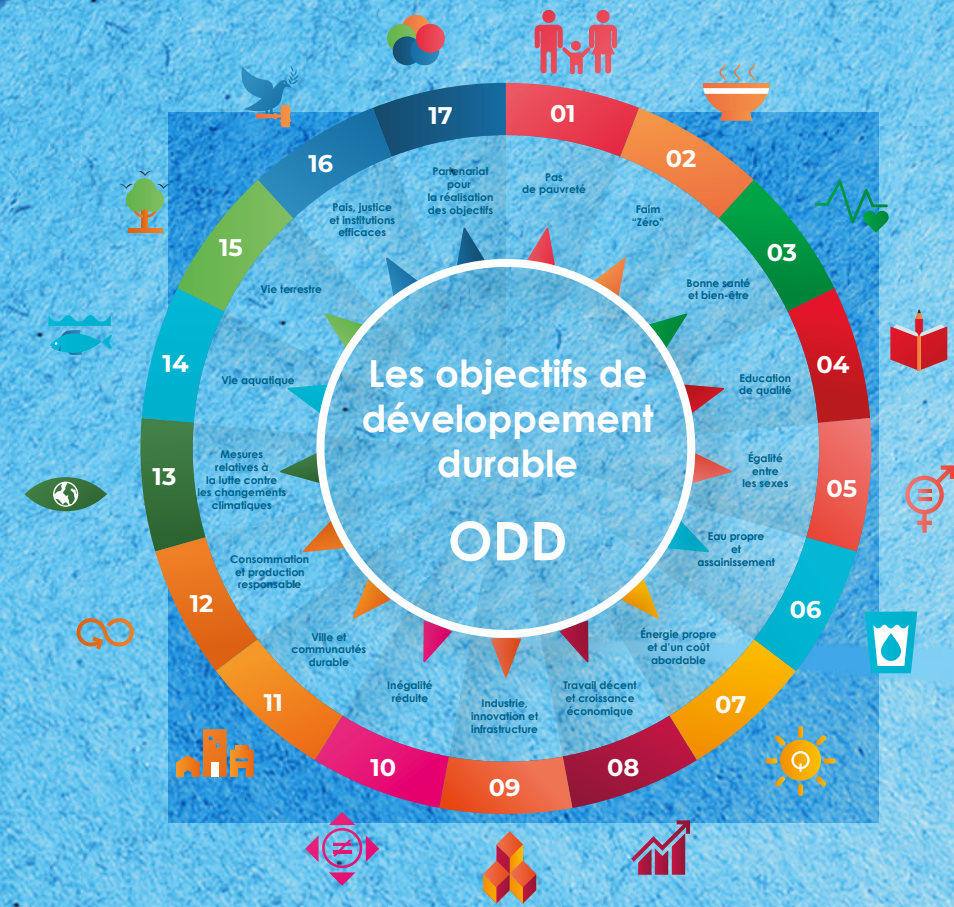 Les objectifs de
développement
durable
ODD
01
Pas
de pauvreté
02
Faim
“Zéro”
03
Bonne santé
et bien-être
04
Education
de qualité
05
Égalité
entre
les sexes
06
Eau propre
et
assainissement
07
Énergie propre
et d'un coût
abordable
08
Travail décent
et croissance
économique
09
Industrie,
innovation et
infrastructure
10
Inégalité
réduite
11
Ville et
communautés
durable
12
Consommation
et production
responsable
13
Mesures
relatives à
la lutte contre
les changements
climatiques
14
Vie aquatique
15
Vie terrestre
16
Pais, justice
et institutions
efficaces
17
Partenariat
pour
la réalisation
des objectifs